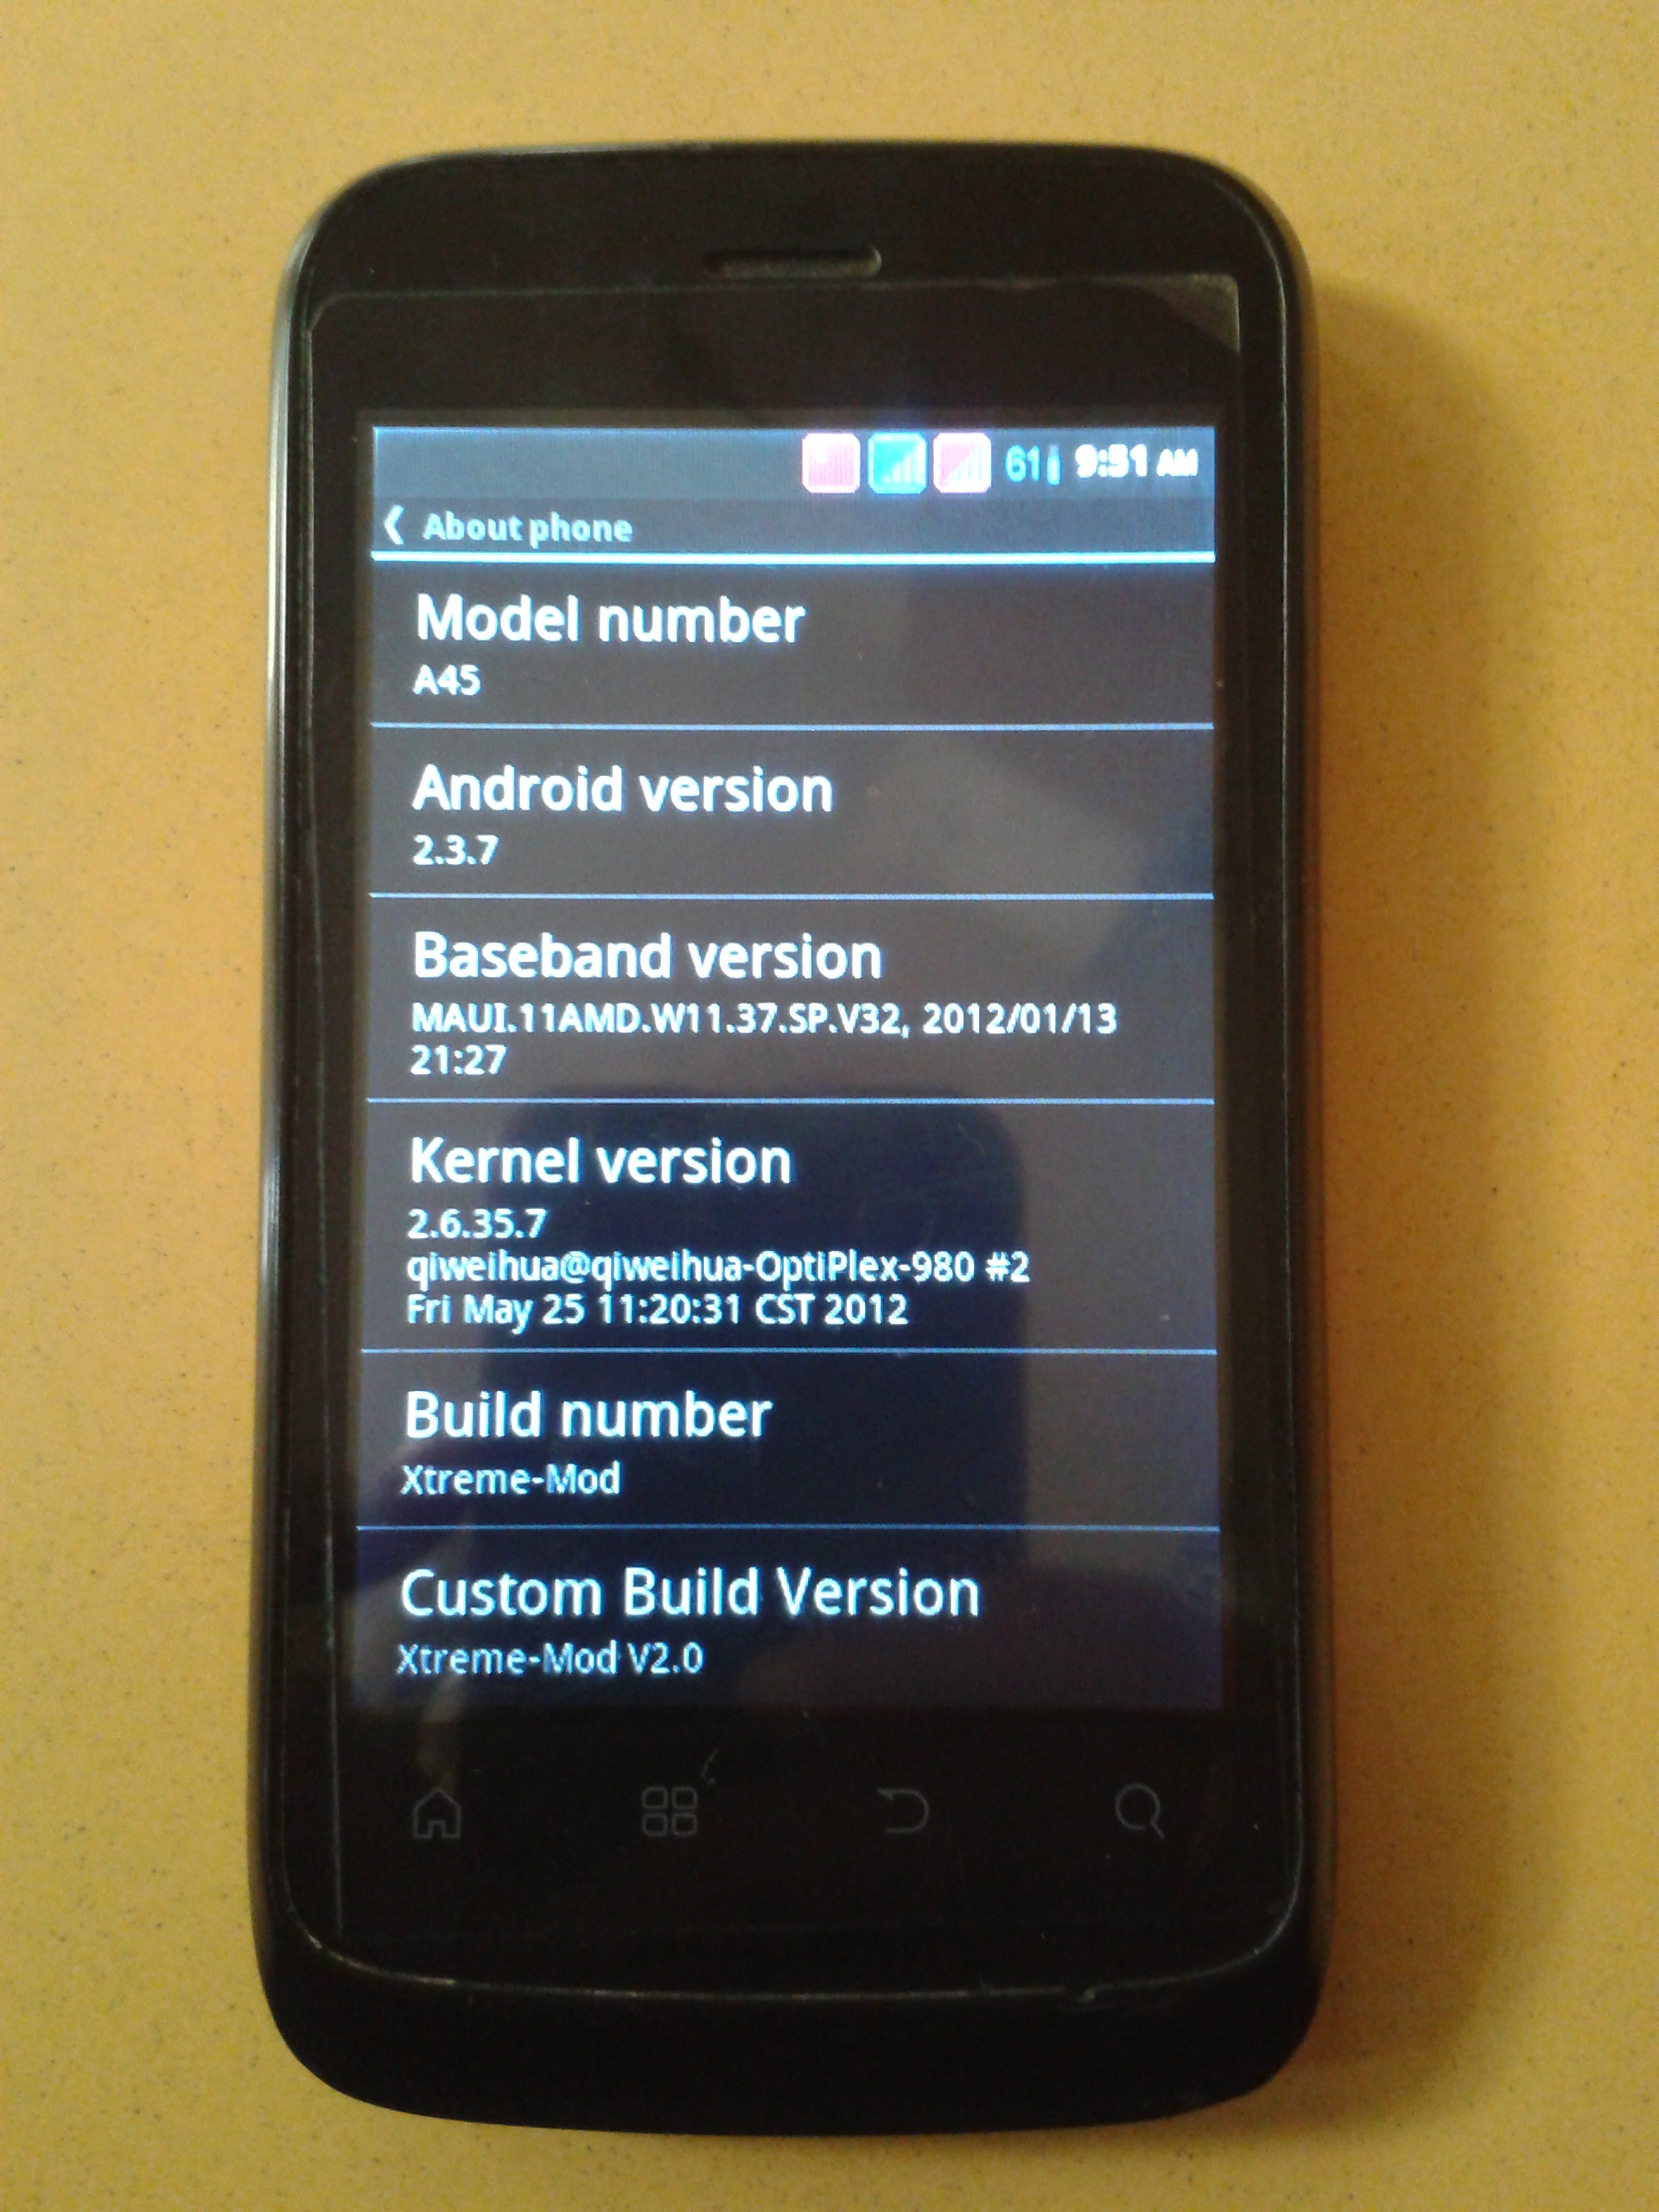 61 9:51 AM
About phone
Model number
A45
Android version
2.3.7
Baseband version
MAUI.11AMD.W11.37.SP.V32, 2012/01/13
21:27
Kernel version
2.6.35.7
qiweihua@qiweihua-OptiPlex-980 #2
Fri May 25 11:20:31 CST 2012
Build number
Xtreme-Mod
Custom Build Version
Xtreme-Mod V2.0